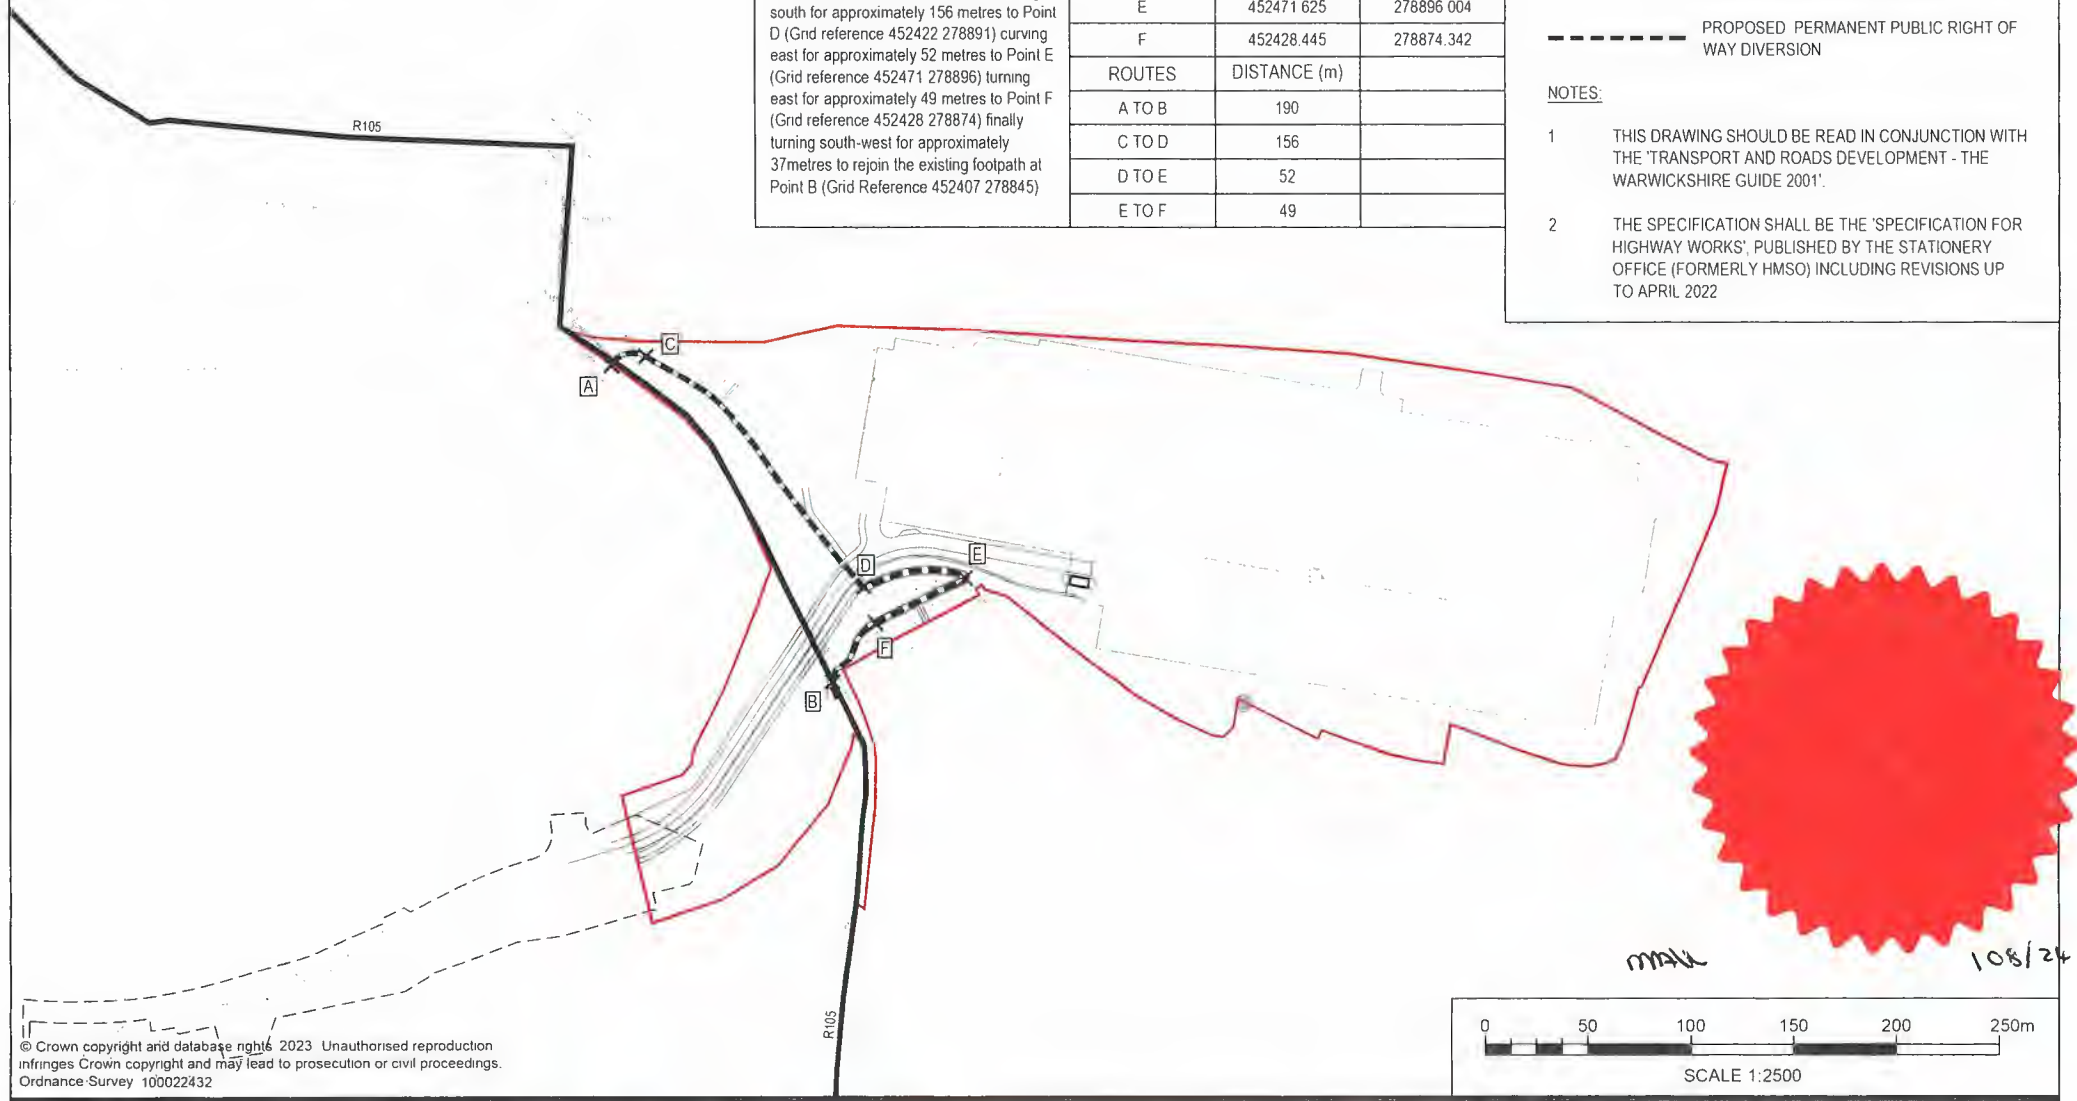 south for approximately 156 metres to Point
D (Grid reference 452422 278891) curving
east for approximately 52 metres to Point E
(Grid reference 452471 278896) turning
east for approximately 49 metres to Point F
(Grid reference 452428 278874) finally
turning south-west for approximately
37metres to rejoin the existing footpath at
Point B (Grid Reference 452407 278845)
E 452471 625 278896 004
F 452428.445 278874.342
ROUTES DISTANCE (m)
A TO B 190
C TO D 156
D TO E 52
E TO F 49
PROPOSED PERMANENT PUBLIC RIGHT OF
WAY DIVERSION
NOTES:
1 THIS DRAWING SHOULD BE READ IN CONJUNCTION WITH
THE 'TRANSPORT AND ROADS DEVELOPMENT - THE
WARWICKSHIRE GUIDE 2001'.
2 THE SPECIFICATION SHALL BE THE 'SPECIFICATION FOR
HIGHWAY WORKS', PUBLISHED BY THE STATIONERY
OFFICE (FORMERLY HMSO) INCLUDING REVISIONS UP
TO APRIL 2022
R105
C
A
D
E
F
B
R105
108/24
0 50 100 150 200 250m
SCALE 1:2500
© Crown copyright and database rights 2023 Unauthorised reproduction
infringes Crown copyright and may lead to prosecution or civil proceedings.
Ordnance Survey 100022432